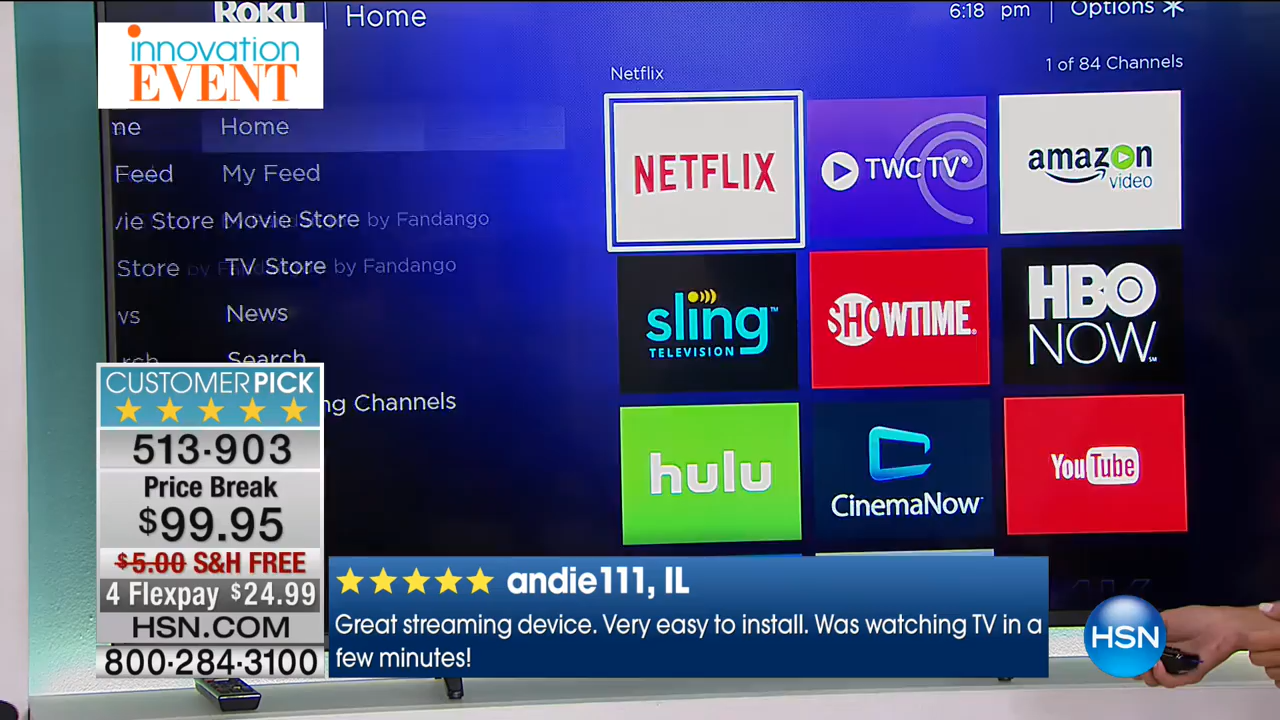 Roku
Home
6:18 pm
Options
innovation
EVENT
Netflix
1 of 84 Channels
Home
My Feed
Feed
Movie Store by Fandango
Store
TV Store by Fandango
News
Search
Channels
NETFLIX
TWC TV
amazon
video
sling
TELEVISION
SHOWTIME
HBO
NOW
hulu
CinemaNow
YouTube
4K
CUSTOMER PICK
513-903
Price Break
$99.95
$5.00 S&H FREE
4 Flexpay $24.99
HSN.COM
800-284-3100
andie111, IL
Great streaming device. Very easy to install. Was watching TV in a
few minutes!
HSN